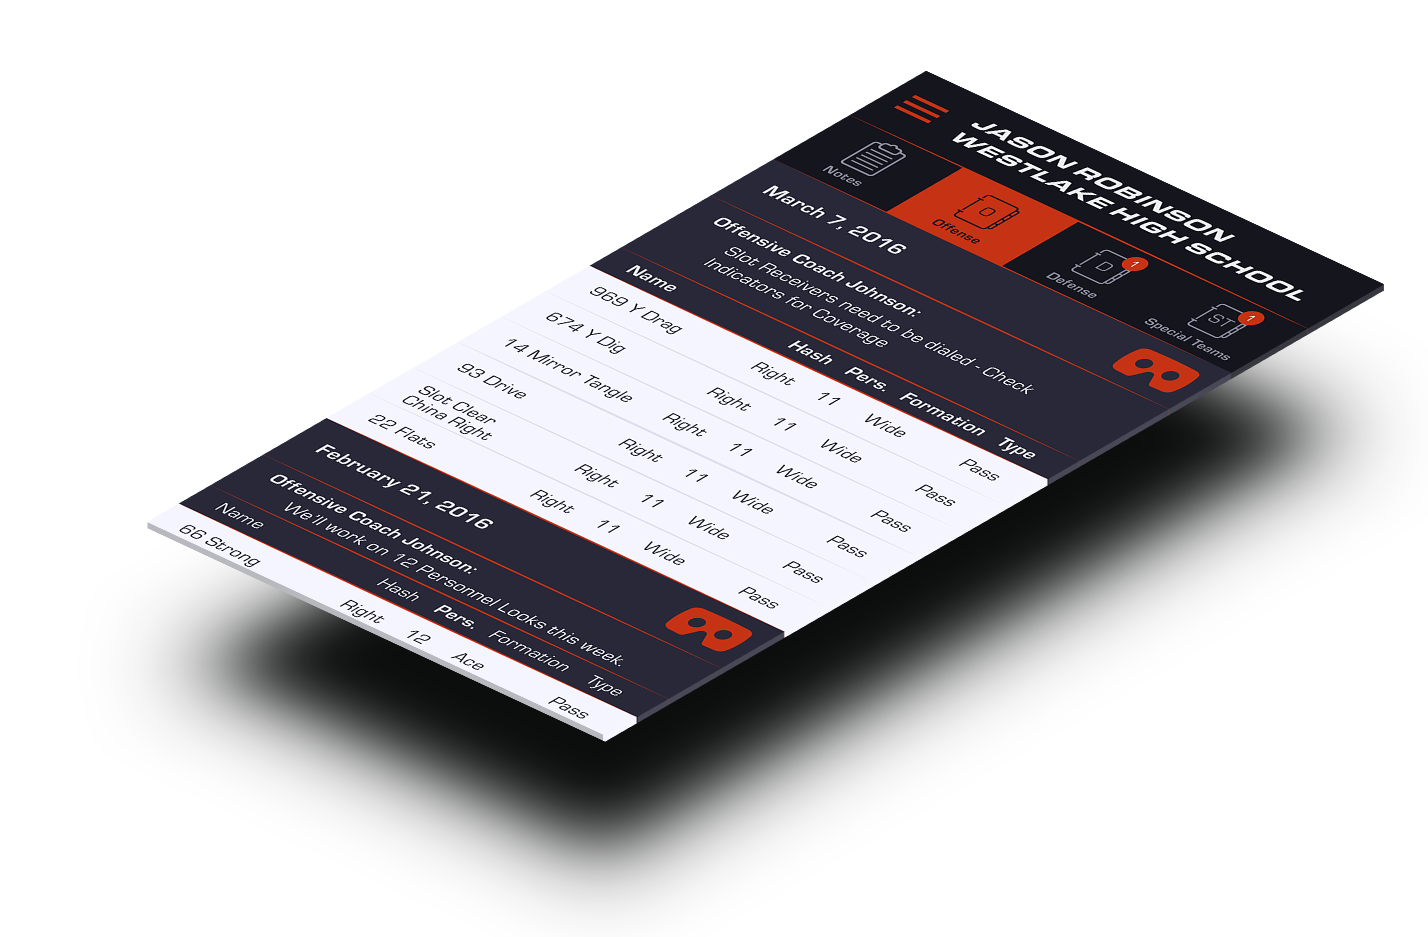 JASON ROBINSON
WESTLAKE HIGH SCHOOL
Notes
Offense
Defense
1
Special Teams
ST
1
March 7, 2016
Offensive Coach Johnson:
Slot Receivers need to be dialed - Check
Indicators for Coverage
Name Hash Pers. Formation Type
969 Y Drag Right 11 Wide Pass
674 Y Dig Right 11 Wide Pass
14 Mirror Tangle Right 11 Wide Pass
93 Drive Right 11 Wide Pass
Slot Clear
China Right Right 11 Wide Pass
22 Flats Right 11 Wide Pass
February 21, 2016
Offensive Coach Johnson:
We'll work on 12 Personnel Looks this week.
Name Hash Pers. Formation Type
66 Strong Right 12 Ace Pass